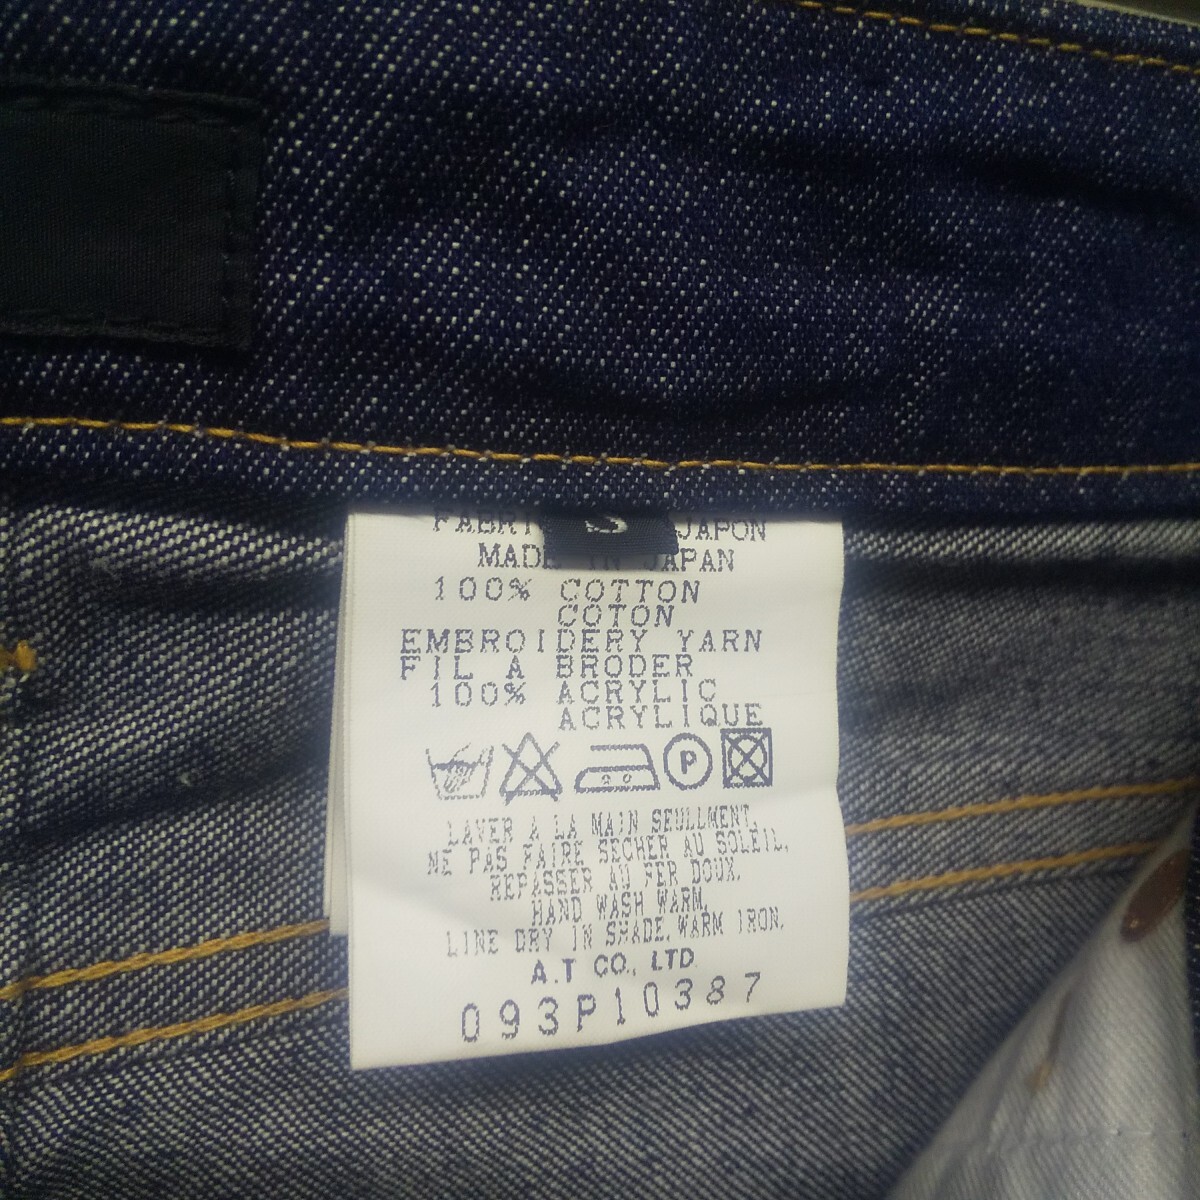 JAPON
MADE IN JAPAN
100% COTTON
COTON
EMBROIDERY YARN
FIL A BRODER
100% ACRYLIC
ACRYLIQUE
P
LAVER A LA MAIN SEULLMENT,
NE PAS FAIRE SECHER AU SOLEIL,
REPASSER AU FER DOUX.
HAND WASH WARM,
LINE DRY IN SHADE, WARM IRON.
A.T CO., LTD.
093P10387